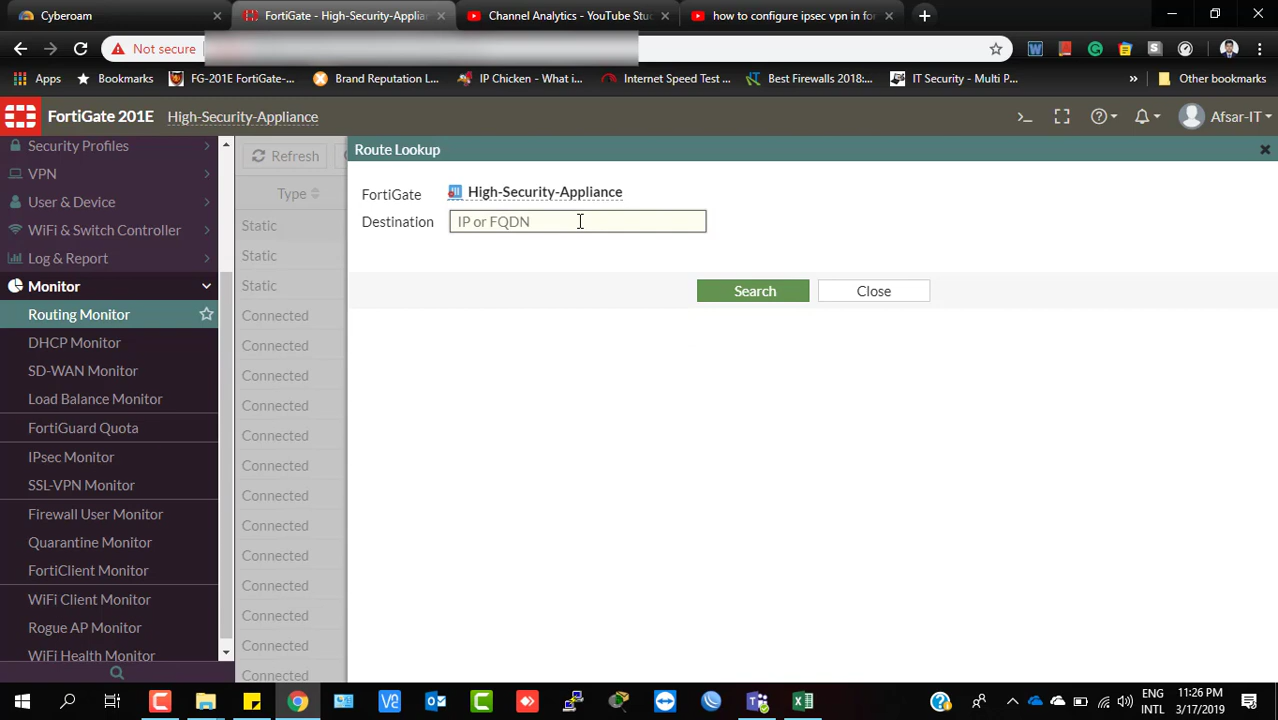 Cyberoam
FortiGate - High-Security-Applian
Channel Analytics - YouTube Stud
how to configure ipsec vpn in for
Not secure
Apps
Bookmarks
FG-201E FortiGate-...
Brand Reputation L...
IP Chicken - What i...
Internet Speed Test ...
Best Firewalls 2018:...
IT Security - Multi P...
»
Other bookmarks
FortiGate 201E
High-Security-Appliance
Afsar-IT
Security Profiles
VPN
User & Device
WiFi & Switch Controller
Log & Report
Monitor
Routing Monitor
DHCP Monitor
SD-WAN Monitor
Load Balance Monitor
FortiGuard Quota
IPsec Monitor
SSL-VPN Monitor
Firewall User Monitor
Quarantine Monitor
FortiClient Monitor
WiFi Client Monitor
Rogue AP Monitor
WiFi Health Monitor
Refresh
Type
Static
Static
Static
Connected
Connected
Connected
Connected
Connected
Connected
Connected
Connected
Connected
Connected
Connected
Connected
Connected
Route Lookup
FortiGate
High-Security-Appliance
Destination
IP or FQDN
Search
Close
ENG
INTL
11:26 PM
3/17/2019